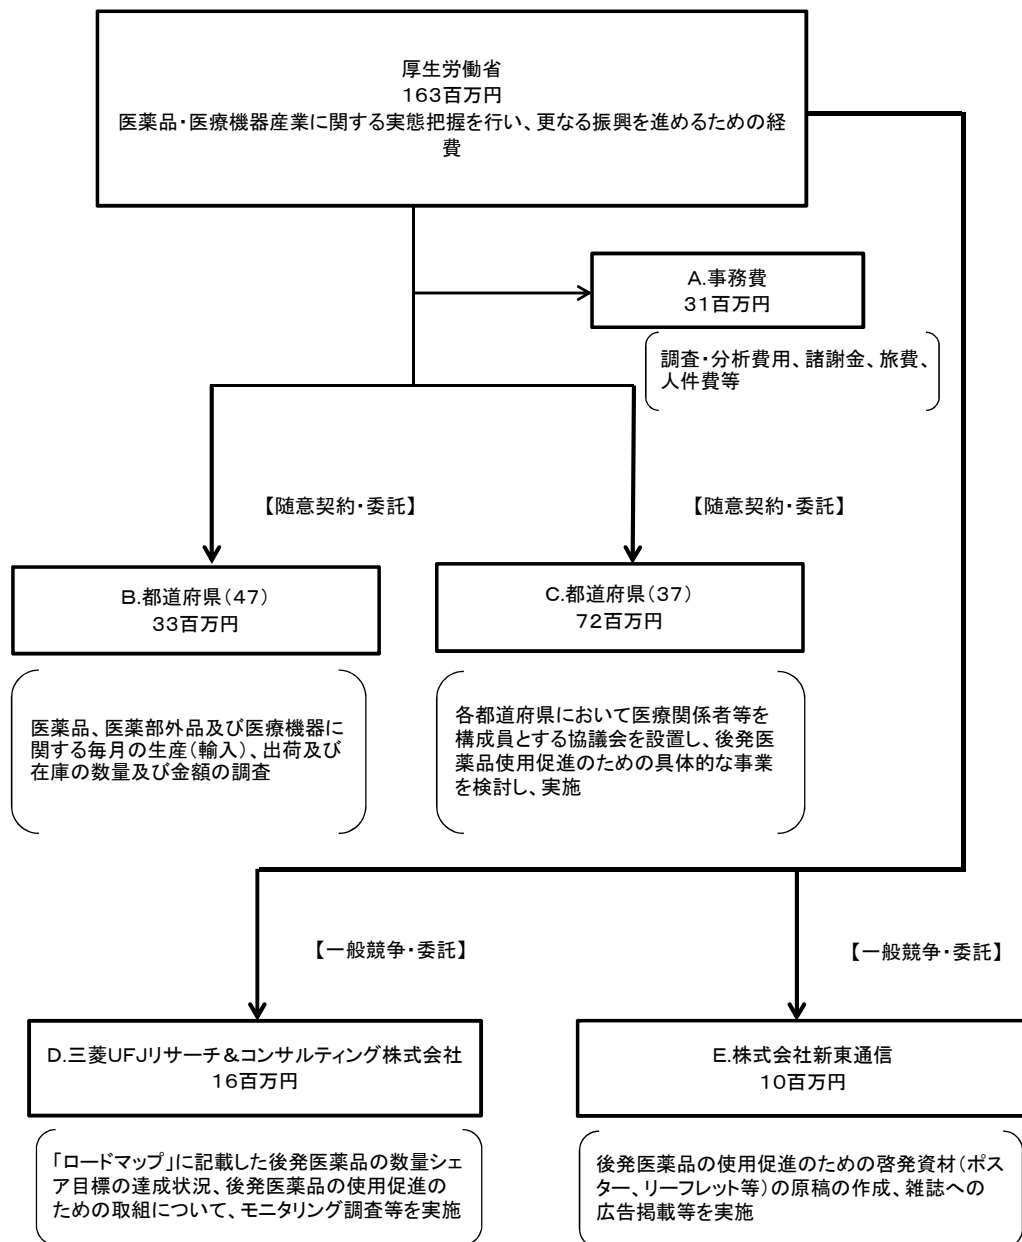 厚生労働省
163百万円
医薬品・医療機器産業に関する実態把握を行い、更なる振興を進めるための経
費
A.事務費
31百万円
調査・分析費用、諸謝金、旅費、
人件費等
【随意契約・委託】
【随意契約・委託】
B.都道府県(47)
33百万円
C.都道府県(37)
72百万円
医薬品、医薬部外品及び医療機器に
関する毎月の生産(輸入)、出荷及び
在庫の数量及び金額の調査
各都道府県において医療関係者等を
構成員とする協議会を設置し、後発医
薬品使用促進のための具体的な事業
を検討し、実施
【一般競争・委託】
【一般競争・委託】
D.三菱UFJリサーチ&コンサルティング株式会社
16百万円
E.株式会社新東通信
10百万円
「ロードマップ」に記載した後発医薬品の数量シェ
ア目標の達成状況、後発医薬品の使用促進の
ための取組について、モニタリング調査等を実施
後発医薬品の使用促進のための啓発資材(ポス
ター、リーフレット等)の原稿の作成、雑誌への
広告掲載等を実施